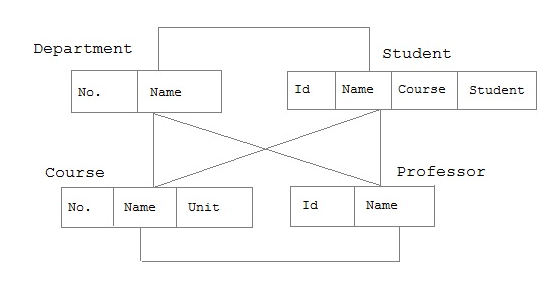 Department
Student
No. Name
Id Name Course Student
Course
Professor
No. Name Unit
Id Name